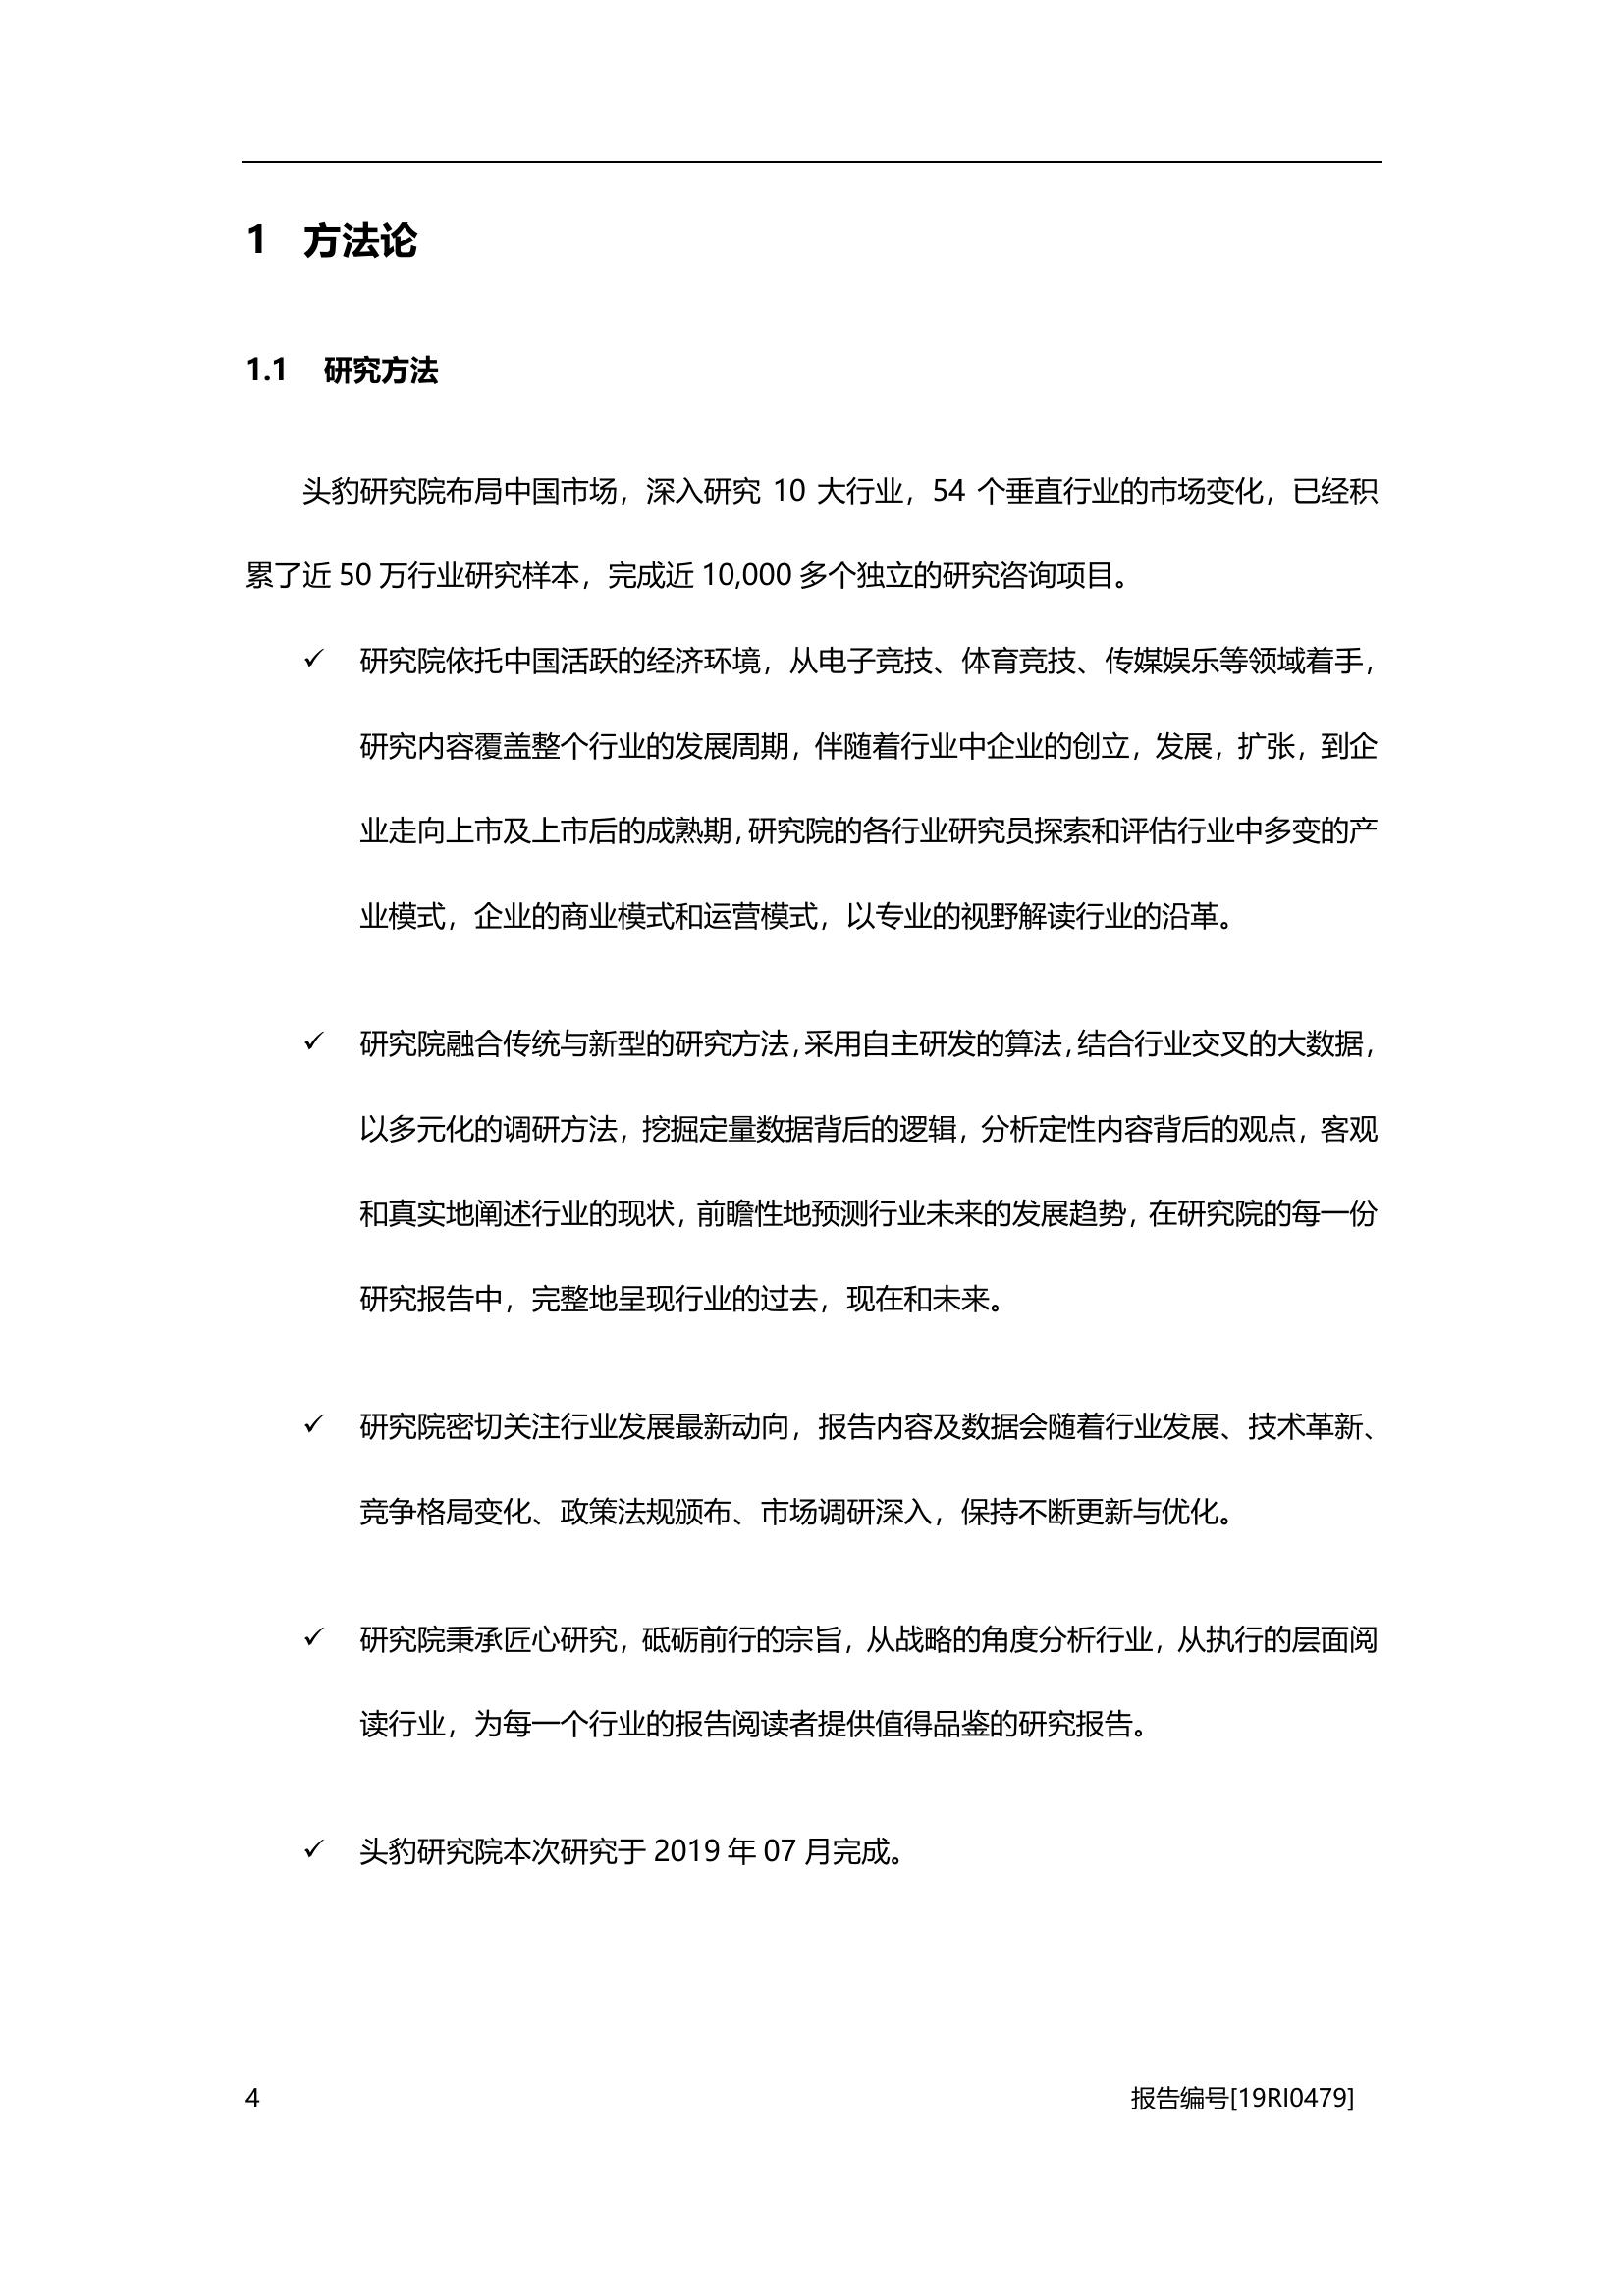 1 方法论
1.1 研究方法
头豹研究院布局中国市场，深入研究 10 大行业，54 个垂直行业的市场变化，已经积
累了近 50 万行业研究样本，完成近 10,000 多个独立的研究咨询项目。
✓ 研究院依托中国活跃的经济环境，从电子竞技、体育竞技、传媒娱乐等领域着手，
研究内容覆盖整个行业的发展周期，伴随着行业中企业的创立，发展，扩张，到企
业走向上市及上市后的成熟期，研究院的各行业研究员探索和评估行业中多变的产
业模式，企业的商业模式和运营模式，以专业的视野解读行业的沿革。
✓ 研究院融合传统与新型的研究方法，采用自主研发的算法，结合行业交叉的大数据，
以多元化的调研方法，挖掘定量数据背后的逻辑，分析定性内容背后的观点，客观
和真实地阐述行业的现状，前瞻性地预测行业未来的发展趋势，在研究院的每一份
研究报告中，完整地呈现行业的过去，现在和未来。
✓ 研究院密切关注行业发展最新动向，报告内容及数据会随着行业发展、技术革新、
竞争格局变化、政策法规颁布、市场调研深入，保持不断更新与优化。
✓ 研究院秉承匠心研究，砥砺前行的宗旨，从战略的角度分析行业，从执行的层面阅
读行业，为每一个行业的报告阅读者提供值得品鉴的研究报告。
✓ 头豹研究院本次研究于 2019 年 07 月完成。
4 报告编号[19RI0479]